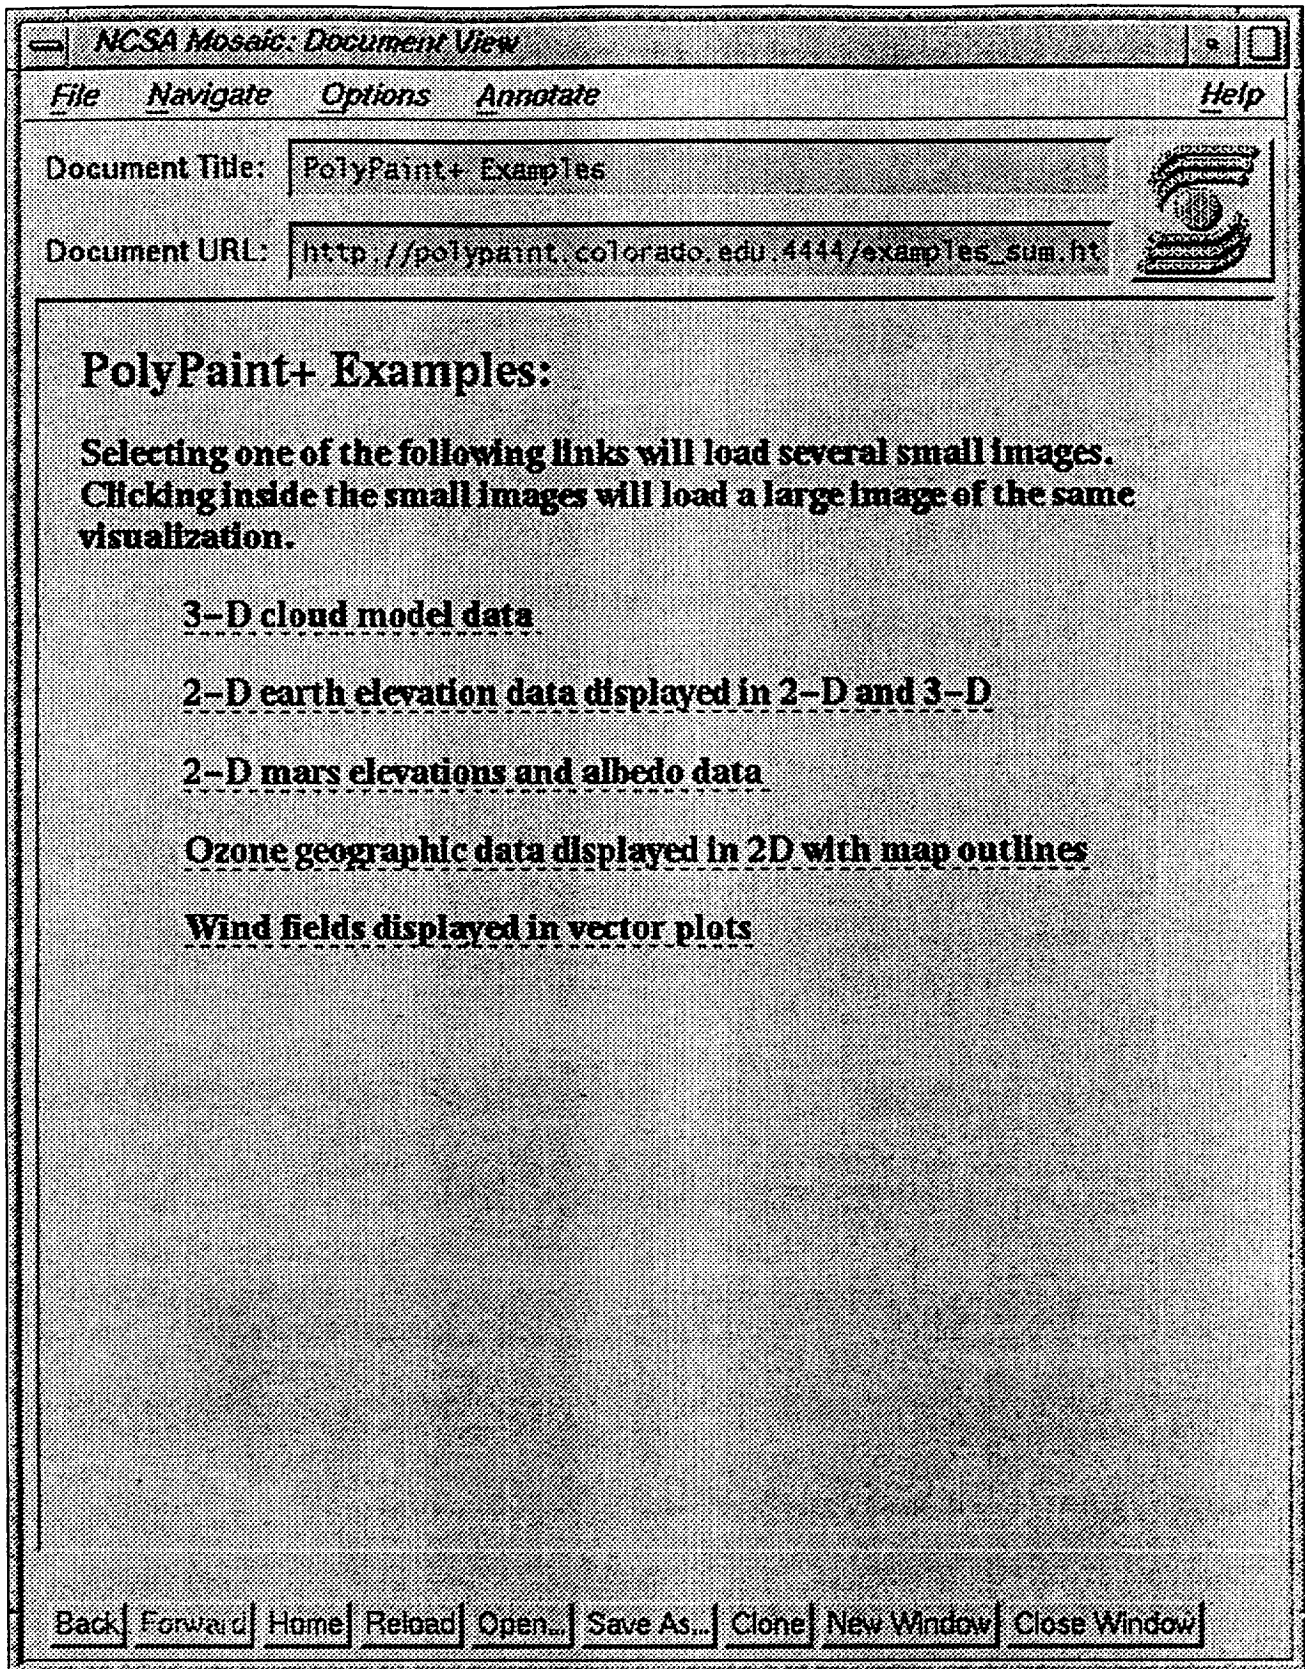 NCSA Mosaic: Document View
File Navigate Options Annotate Help
Document Title: PolyPaint+ Examples
Document URL: http://polypaint.colorado.edu:4444/examples_sum.ht
PolyPaint+ Examples:
Selecting one of the following links will load several small images.
Clicking inside the small images will load a large image of the same
visualization.
3-D cloud model data
2-D earth elevation data displayed in 2-D and 3-D
2-D mars elevations and albedo data
Ozone geographic data displayed in 2D with map outlines
Wind fields displayed in vector plots
Back Forward Home Reload Open... Save As... Clone New Window Close Window